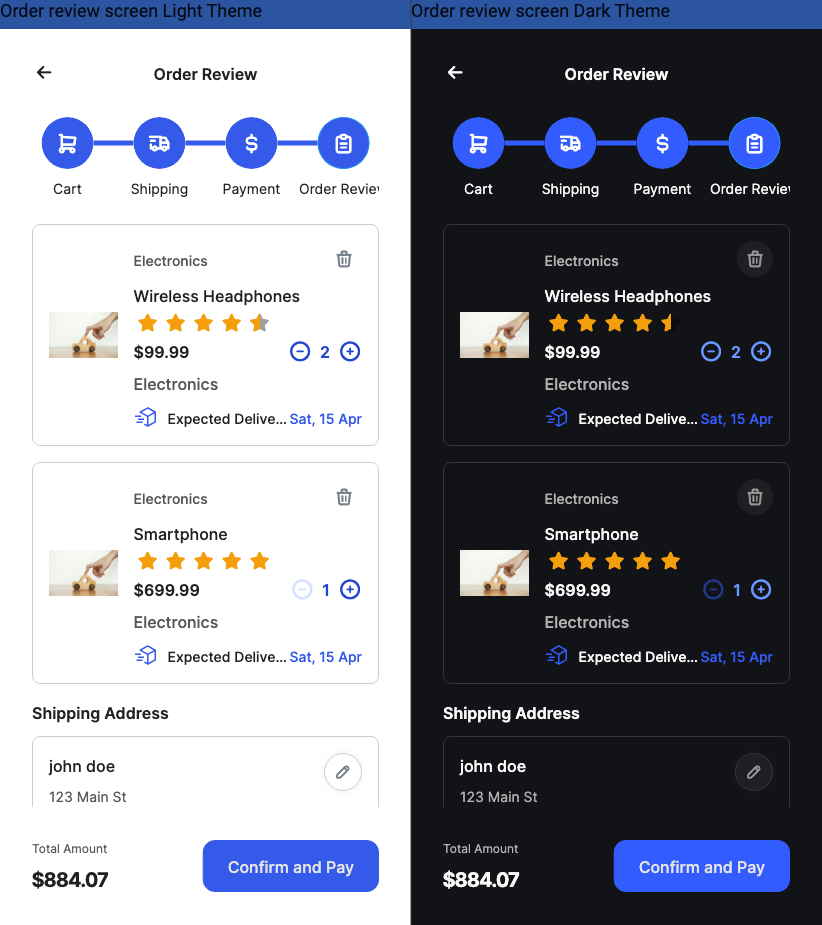 Order review screen Light Theme
Order Review
Cart Shipping Payment Order Review
Electronics
Wireless Headphones
$99.99 2
Electronics
Expected Delive... Sat, 15 Apr
Electronics
Smartphone
$699.99 1
Electronics
Expected Delive... Sat, 15 Apr
Shipping Address
john doe
123 Main St
Total Amount
$884.07
Confirm and Pay
Order review screen Dark Theme
Order Review
Cart Shipping Payment Order Review
Electronics
Wireless Headphones
$99.99 2
Electronics
Expected Delive... Sat, 15 Apr
Electronics
Smartphone
$699.99 1
Electronics
Expected Delive... Sat, 15 Apr
Shipping Address
john doe
123 Main St
Total Amount
$884.07
Confirm and Pay